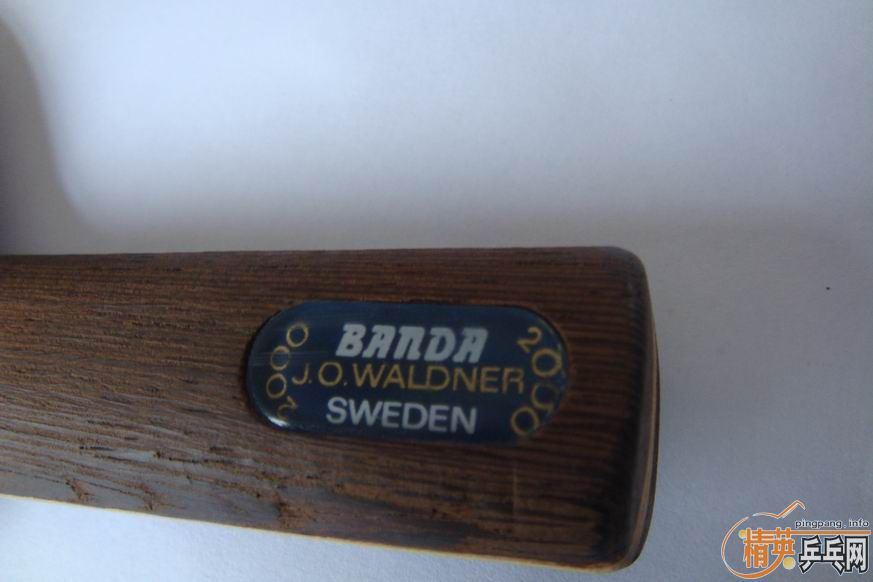 BANDA
2000 J.O.WALDNER 2000
SWEDEN
pingpang.info
精英乒乓网